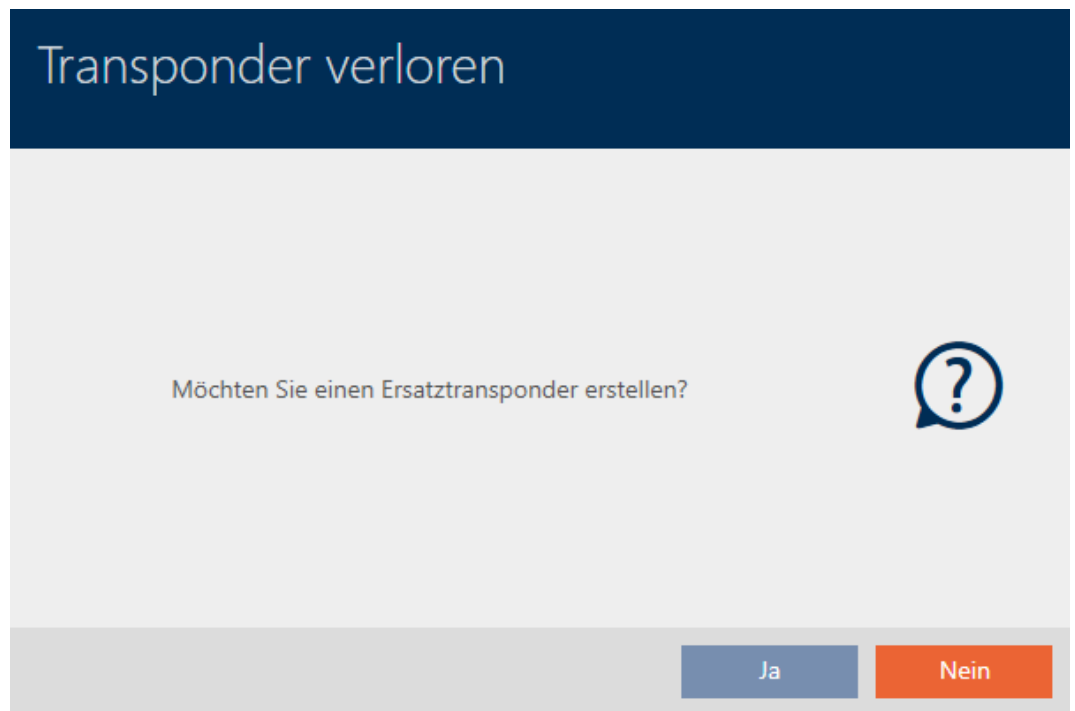 Transponder verloren
Möchten Sie einen Ersatztransponder erstellen?
?
Ja
Nein